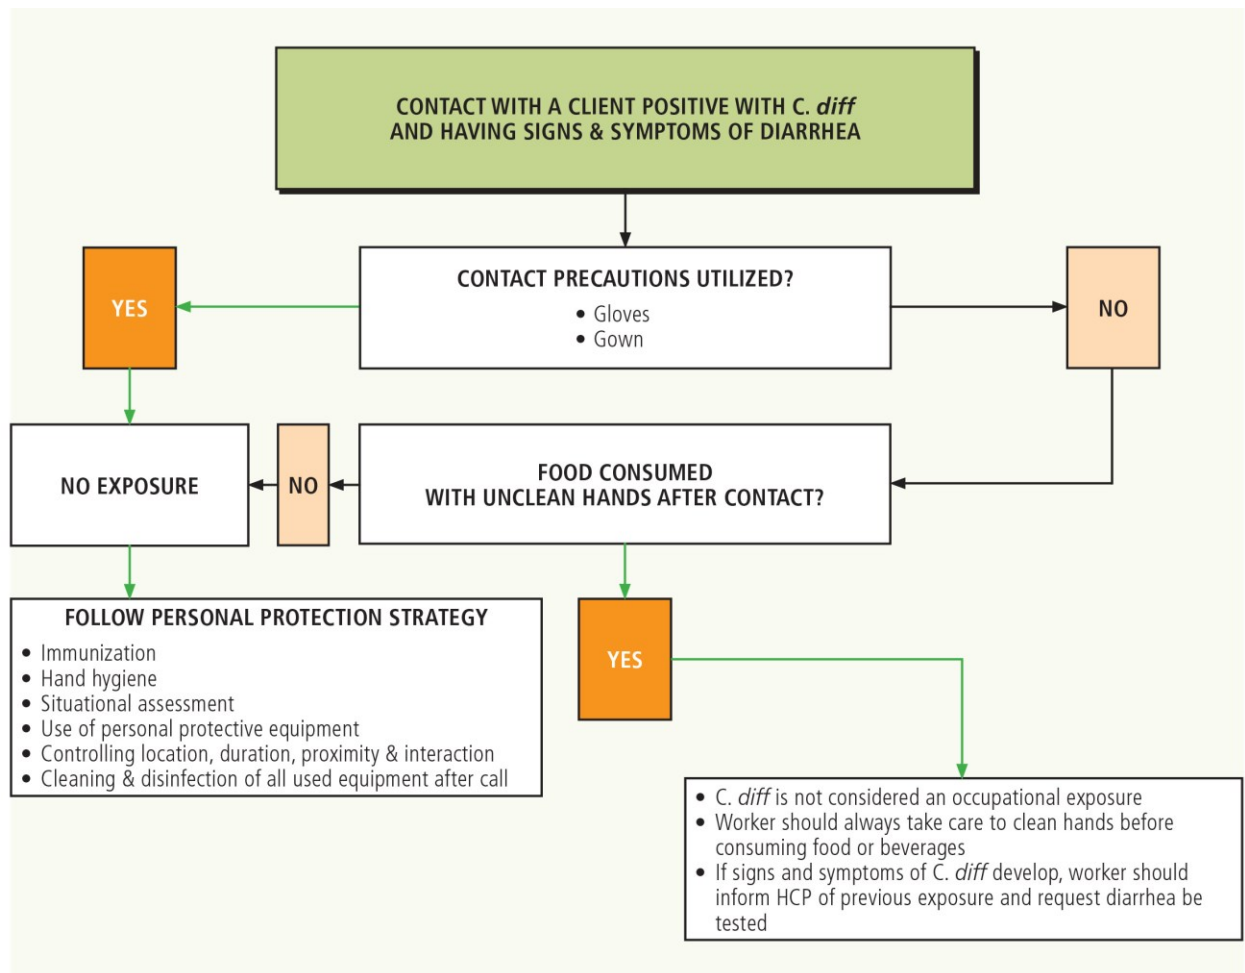 CONTACT WITH A CLIENT POSITIVE WITH C. diff
AND HAVING SIGNS & SYMPTOMS OF DIARRHEA
YES
CONTACT PRECAUTIONS UTILIZED?
• Gloves
• Gown
NO
NO EXPOSURE
NO
FOOD CONSUMED
WITH UNCLEAN HANDS AFTER CONTACT?
FOLLOW PERSONAL PROTECTION STRATEGY
• Immunization
• Hand hygiene
• Situational assessment
• Use of personal protective equipment
• Controlling location, duration, proximity & interaction
• Cleaning & disinfection of all used equipment after call
YES
• C. diff is not considered an occupational exposure
• Worker should always take care to clean hands before
consuming food or beverages
• If signs and symptoms of C. diff develop, worker should
inform HCP of previous exposure and request diarrhea be
tested